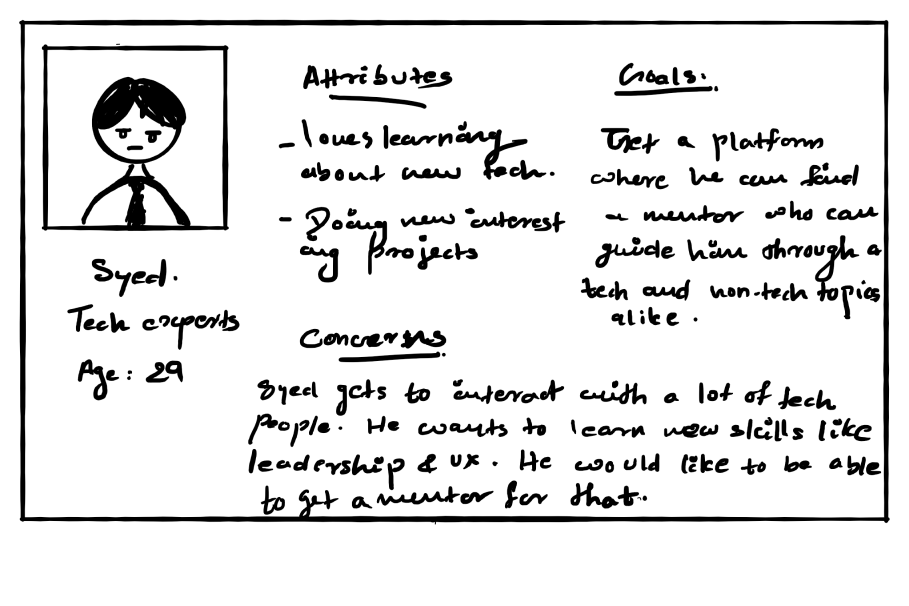 Syed.
Tech experts
Age: 29
Attributes
- loves learning
about new tech.
- Doing new interest
ing projects
Goals.
Get a platform
where he can find
a mentor who can
guide him through a
tech and non-tech topics
alike.
Concerns
Syed gets to interact with a lot of tech
people. He wants to learn new skills like
leadership & UX. He would like to be able
to get a mentor for that.